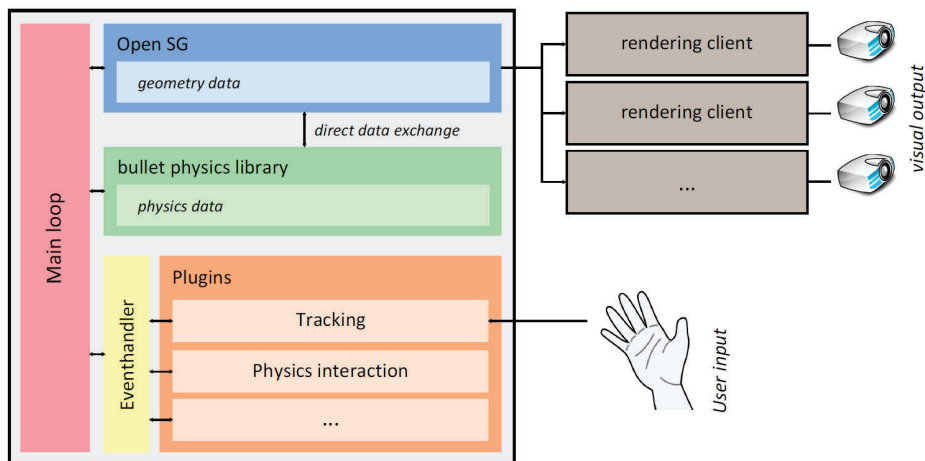 Main loop
Open SG
geometry data
direct data exchange
bullet physics library
physics data
Eventhandler
Plugins
Tracking
Physics interaction
...
rendering client
rendering client
...
visual output
User input